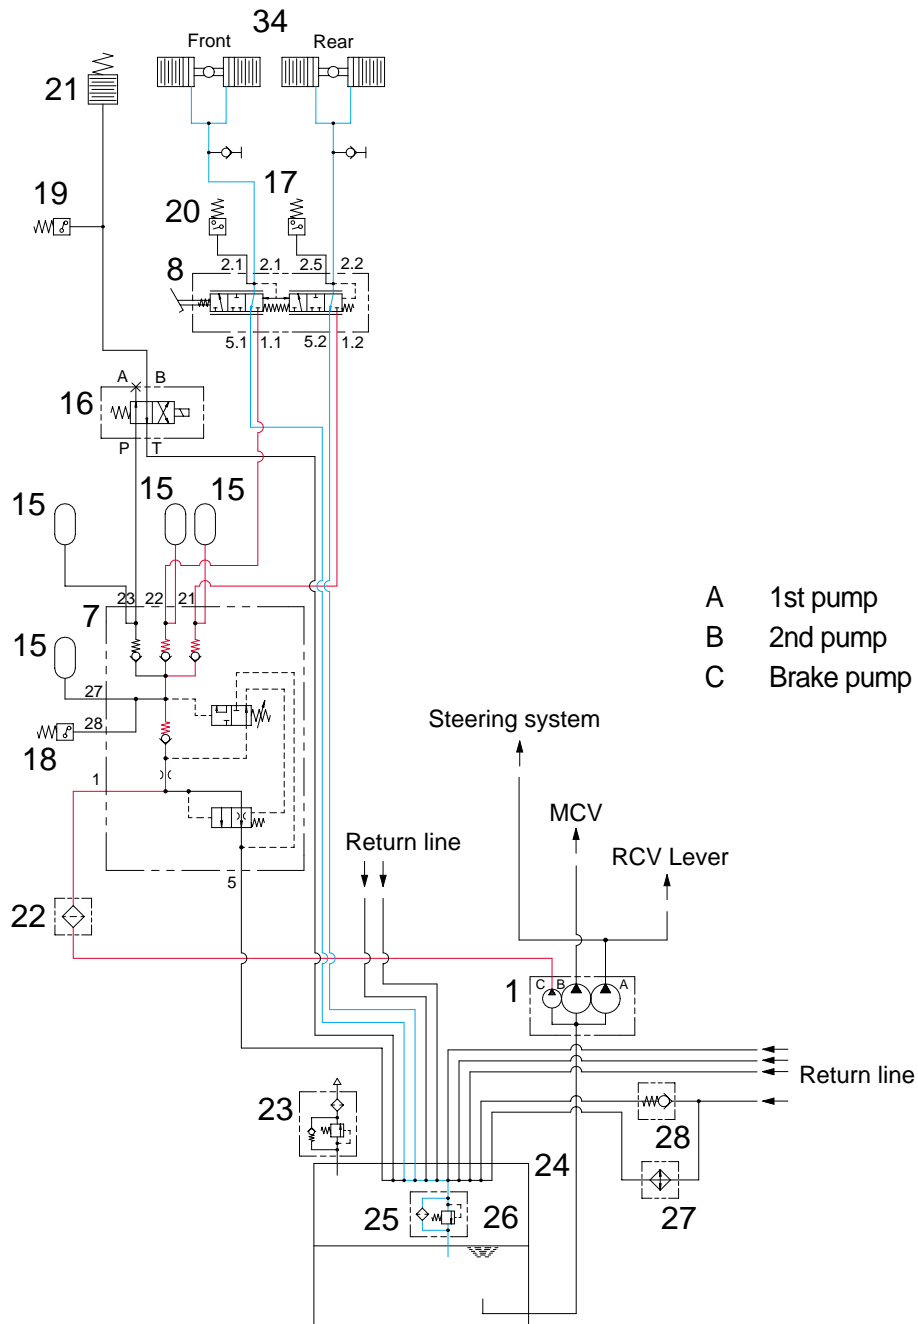 34
Front
Rear
21
19
20
17
2.1
2.1
2.5
2.2
8
5.1
1.1
5.2
1.2
A
B
16
P
T
15
15
15
23
22
21
7
A 1st pump
B 2nd pump
C Brake pump
15
27
28
18
1
5
Steering system
MCV
RCV Lever
Return line
22
1
C
B
A
Return line
23
28
24
27
25
26